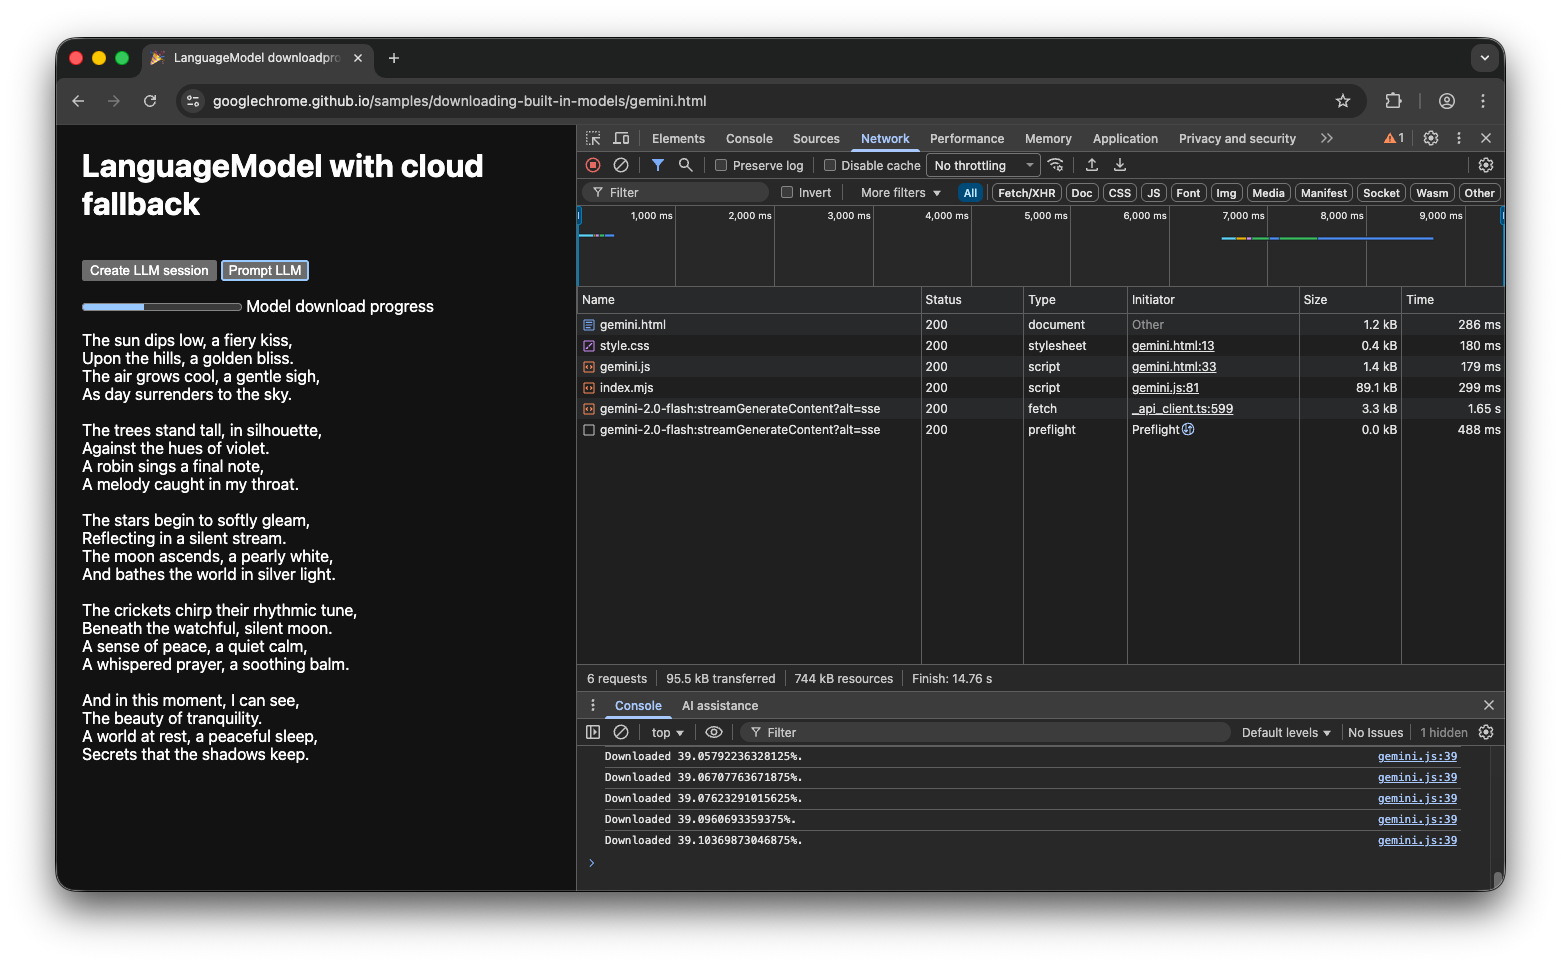 LanguageModel downloadpro
googlechrome.github.io/samples/downloading-built-in-models/gemini.html
LanguageModel with cloud
fallback
Create LLM session
Prompt LLM
Model download progress
The sun dips low, a fiery kiss,
Upon the hills, a golden bliss.
The air grows cool, a gentle sigh,
As day surrenders to the sky.
The trees stand tall, in silhouette,
Against the hues of violet.
A robin sings a final note,
A melody caught in my throat.
The stars begin to softly gleam,
Reflecting in a silent stream.
The moon ascends, a pearly white,
And bathes the world in silver light.
The crickets chirp their rhythmic tune,
Beneath the watchful, silent moon.
A sense of peace, a quiet calm,
A whispered prayer, a soothing balm.
And in this moment, I can see,
The beauty of tranquility.
A world at rest, a peaceful sleep,
Secrets that the shadows keep.
Elements Console Sources Network Performance Memory Application Privacy and security 1
Preserve log Disable cache No throttling
Filter Invert More filters All Fetch/XHR Doc CSS JS Font Img Media Manifest Socket Wasm Other
1,000 ms 2,000 ms 3,000 ms 4,000 ms 5,000 ms 6,000 ms 7,000 ms 8,000 ms 9,000 ms
Name Status Type Initiator Size Time
gemini.html 200 document Other 1.2 kB 286 ms
style.css 200 stylesheet gemini.html:13 0.4 kB 180 ms
gemini.js 200 script gemini.html:33 1.4 kB 179 ms
index.mjs 200 script gemini.js:81 89.1 kB 299 ms
gemini-2.0-flash:streamGenerateContent?alt=sse 200 fetch _api_client.ts:599 3.3 kB 1.65 s
gemini-2.0-flash:streamGenerateContent?alt=sse 200 preflight Preflight 0.0 kB 488 ms
6 requests 95.5 kB transferred 744 kB resources Finish: 14.76 s
Console AI assistance
top Filter Default levels No Issues 1 hidden
Downloaded 39.05792236328125%. gemini.js:39
Downloaded 39.06707763671875%. gemini.js:39
Downloaded 39.07623291015625%. gemini.js:39
Downloaded 39.0960693359375%. gemini.js:39
Downloaded 39.10369873046875%. gemini.js:39